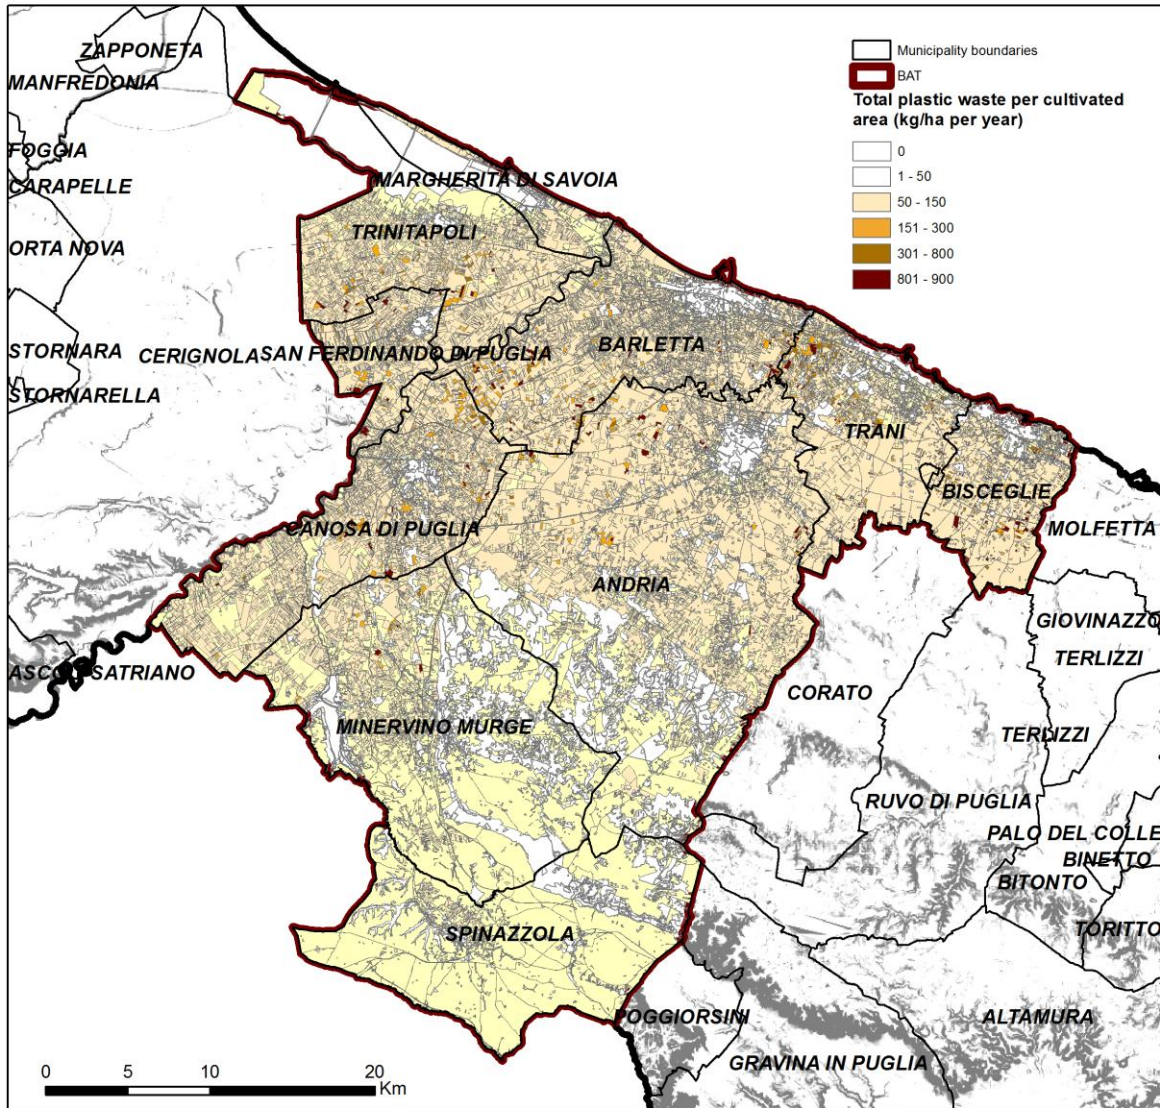 ZAPPONETA
MANFREDONIA
FOGGIA
CARAPELLE
ORTA NOVA
STORNARA
STORNARELLA
CERIGNOLA
ASCOLI SATRIANO
MARGHERITA DI SAVOIA
TRINITAPOLI
SAN FERDINANDO DI PUGLIA
BARLETTA
TRANI
BISCEGLIE
CANOSA DI PUGLIA
ANDRIA
MINERVINO MURGE
SPINAZZOLA
MOLFETTA
GIOVINAZZO
TERLIZZI
CORATO
TERLIZZI
RUVO DI PUGLIA
PALO DEL COLLE
BINETTO
BITONTO
TORITTO
POGGIORSINI
ALTAMURA
GRAVINA IN PUGLIA
Municipality boundaries
BAT
Total plastic waste per cultivated
area (kg/ha per year)
0
1 - 50
50 - 150
151 - 300
301 - 800
801 - 900
0 5 10 20
Km